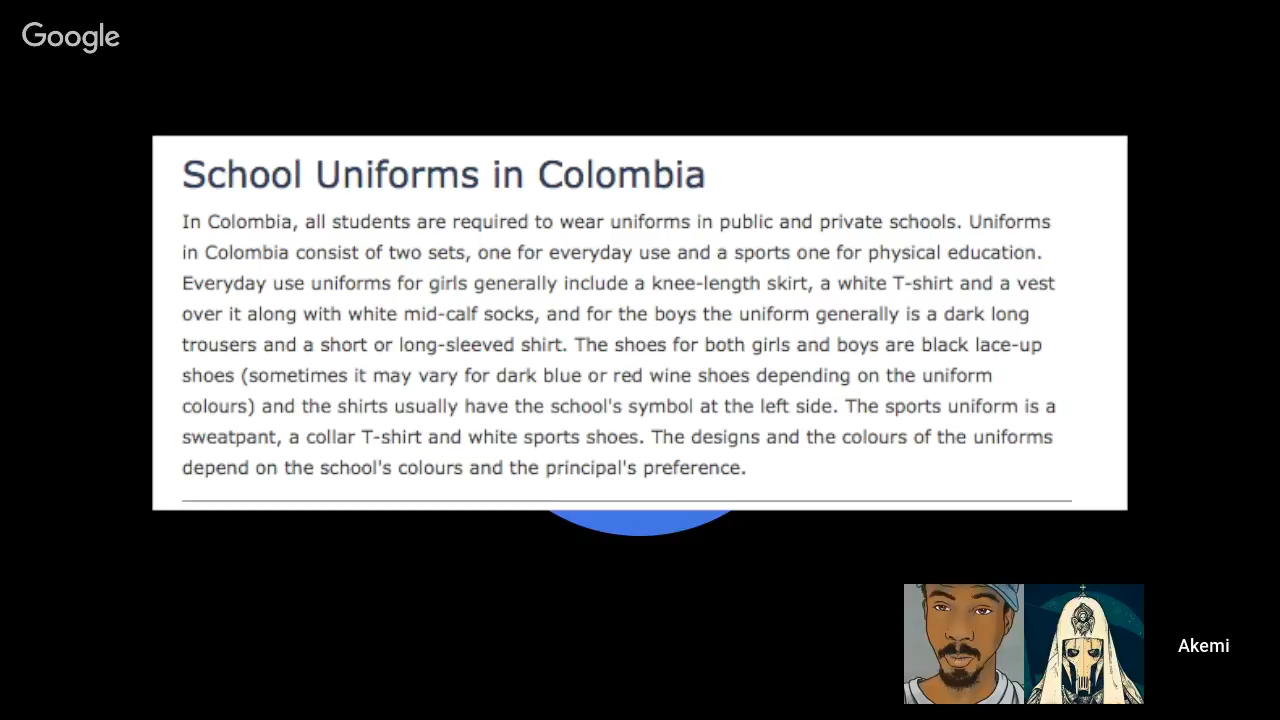 Google
School Uniforms in Colombia
In Colombia, all students are required to wear uniforms in public and private schools. Uniforms
in Colombia consist of two sets, one for everyday use and a sports one for physical education.
Everyday use uniforms for girls generally include a knee-length skirt, a white T-shirt and a vest
over it along with white mid-calf socks, and for the boys the uniform generally is a dark long
trousers and a short or long-sleeved shirt. The shoes for both girls and boys are black lace-up
shoes (sometimes it may vary for dark blue or red wine shoes depending on the uniform
colours) and the shirts usually have the school's symbol at the left side. The sports uniform is a
sweatpant, a collar T-shirt and white sports shoes. The designs and the colours of the uniforms
depend on the school's colours and the principal's preference.
Akemi